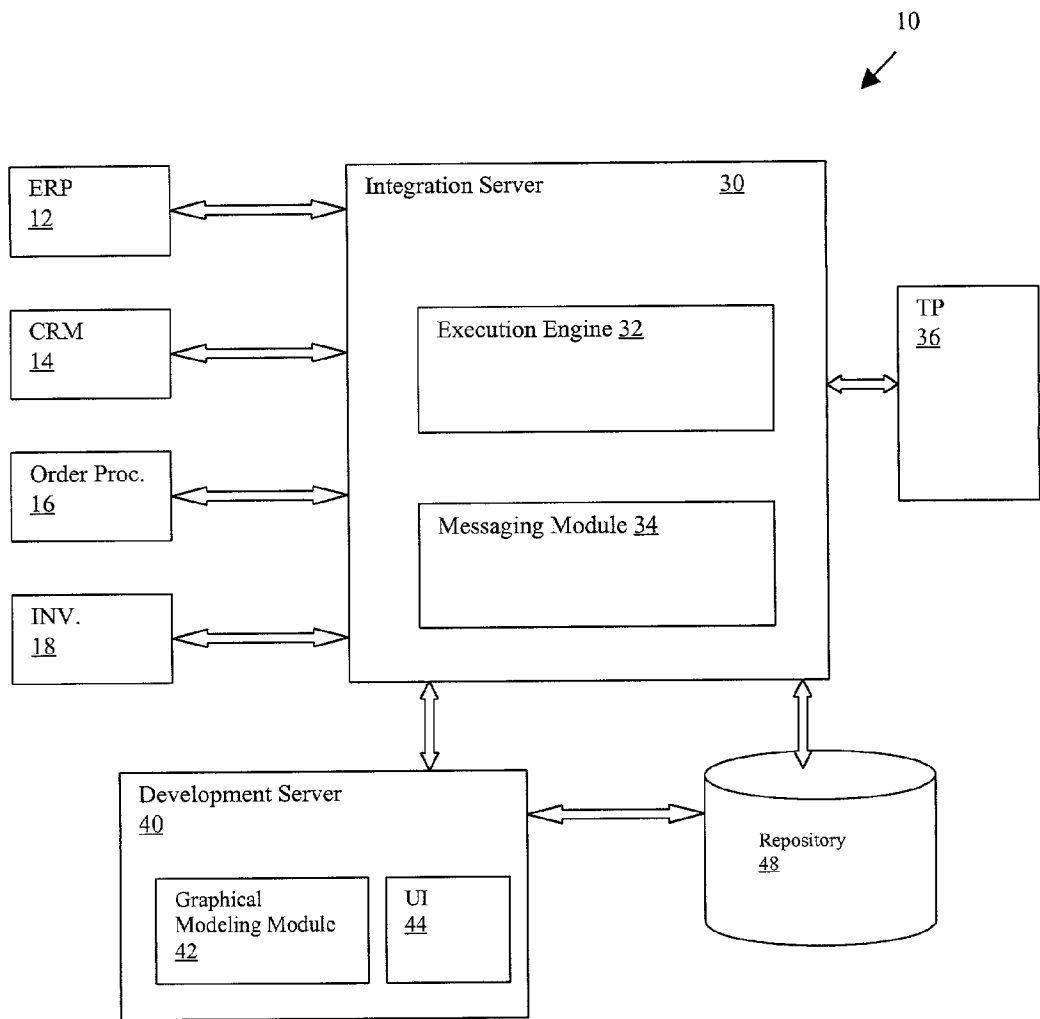 10
ERP
12
Integration Server 30
CRM
14
Execution Engine 32
TP
36
Order Proc.
16
Messaging Module 34
INV.
18
Development Server
40
Graphical
Modeling Module
42
UI
44
Repository
48